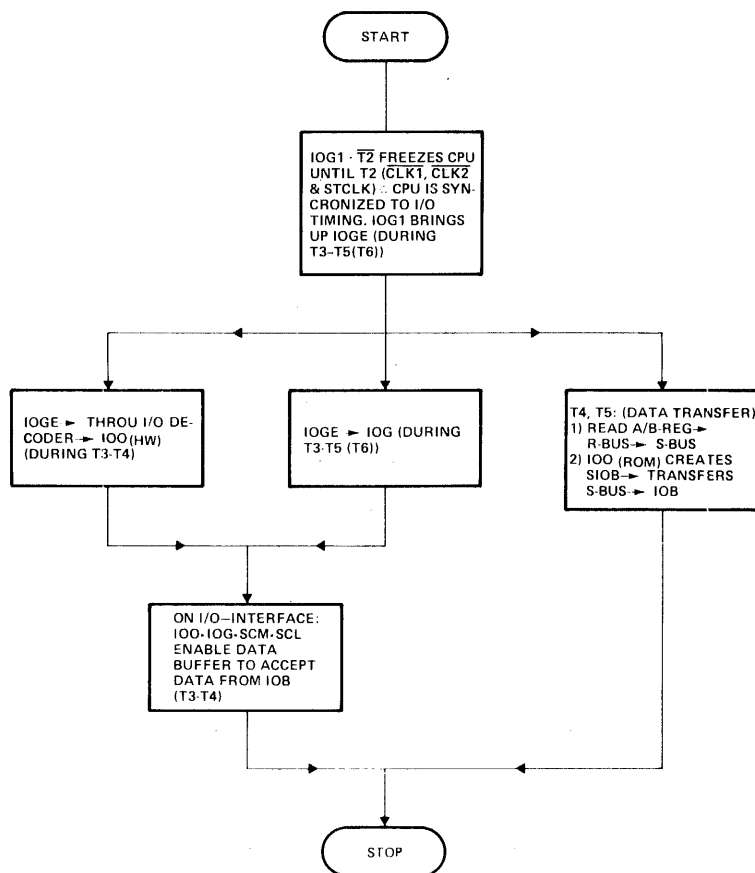 START
IOG1 · T2 FREEZES CPU
UNTIL T2 (CLK1, CLK2
& STCLK) ∴ CPU IS SYN-
CRONIZED TO I/O
TIMING. IOG1 BRINGS
UP IOGE (DURING
T3-T5(T6))
IOGE → THROU I/O DE-
CODER → IOO (HW)
(DURING T3-T4)
IOGE → IOG (DURING
T3-T5 (T6))
T4, T5: (DATA TRANSFER)
1) READ A/B-REG →
R-BUS → S-BUS
2) IOO (ROM) CREATES
SIOB → TRANSFERS
S-BUS → IOB
ON I/O–INTERFACE:
IOO·IOG·SCM·SCL
ENABLE DATA
BUFFER TO ACCEPT
DATA FROM IOB
(T3-T4)
STOP